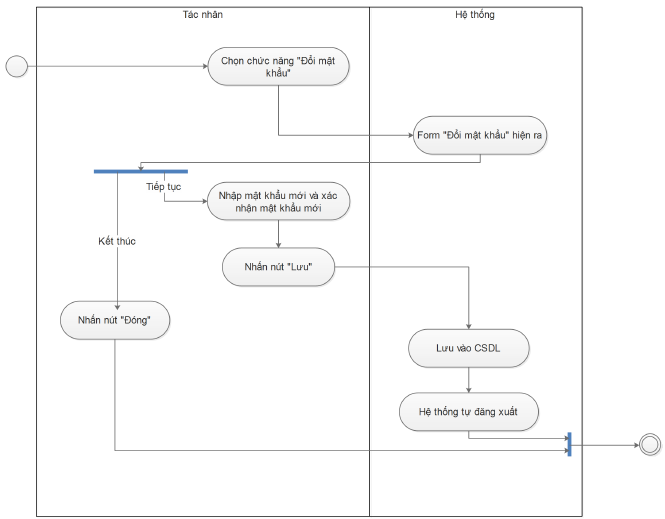 Tác nhân
Hệ thống
Chọn chức năng "Đổi mật
khẩu"
Form "Đổi mật khẩu" hiện ra
Tiếp tục
Nhập mật khẩu mới và xác
nhận mật khẩu mới
Kết thúc
Nhấn nút "Lưu"
Nhấn nút "Đóng"
Lưu vào CSDL
Hệ thống tự đăng xuất